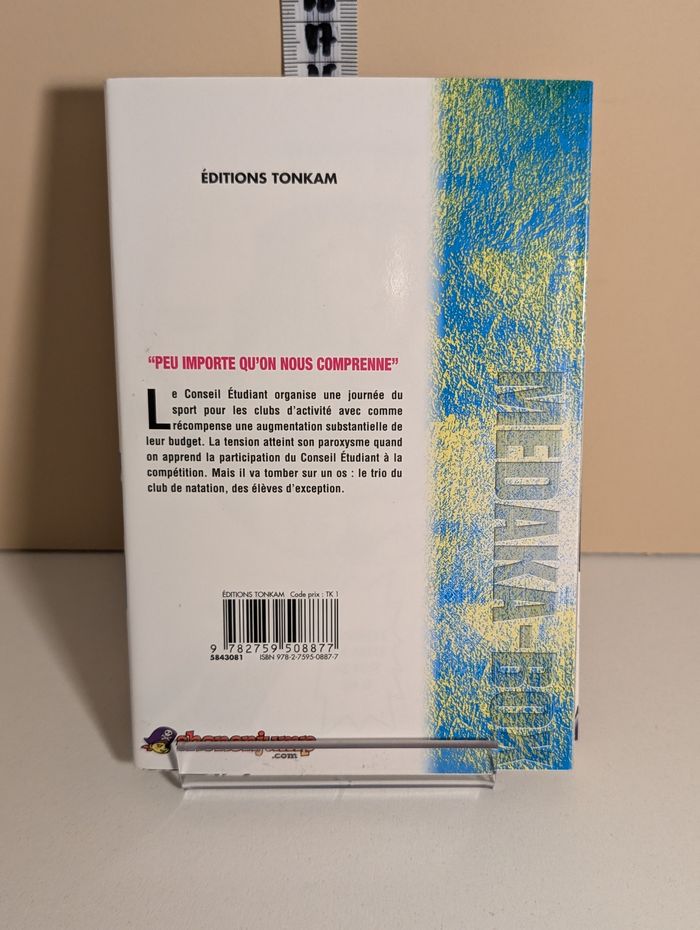 17
ÉDITIONS TONKAM
"PEU IMPORTE QU'ON NOUS COMPRENNE"
Le Conseil Étudiant organise une journée du
sport pour les clubs d'activité avec comme
récompense une augmentation substantielle de
leur budget. La tension atteint son paroxysme quand
on apprend la participation du Conseil Étudiant à la
compétition. Mais il va tomber sur un os : le trio du
club de natation, des élèves d'exception.
MEDAKA-BOX
ÉDITIONS TONKAM Code prix : TK 1
9 782759 508877
5843081 ISBN 978-2-7595-0887-7
shonenjump
.com